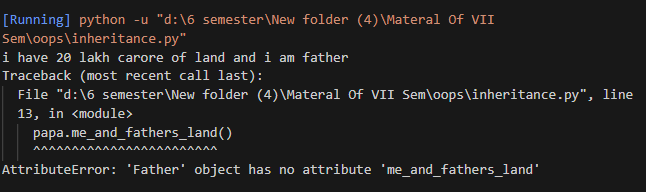 [Running] python -u "d:\6 semester\New folder (4)\Materal Of VII
Sem\oops\inheritance.py"
i have 20 lakh carore of land and i am father
Traceback (most recent call last):
File "d:\6 semester\New folder (4)\Materal Of VII Sem\oops\inheritance.py", line
13, in <module>
papa.me_and_fathers_land()
^^^^^^^^^^^^^^^^^^^^^^^^
AttributeError: 'Father' object has no attribute 'me_and_fathers_land'